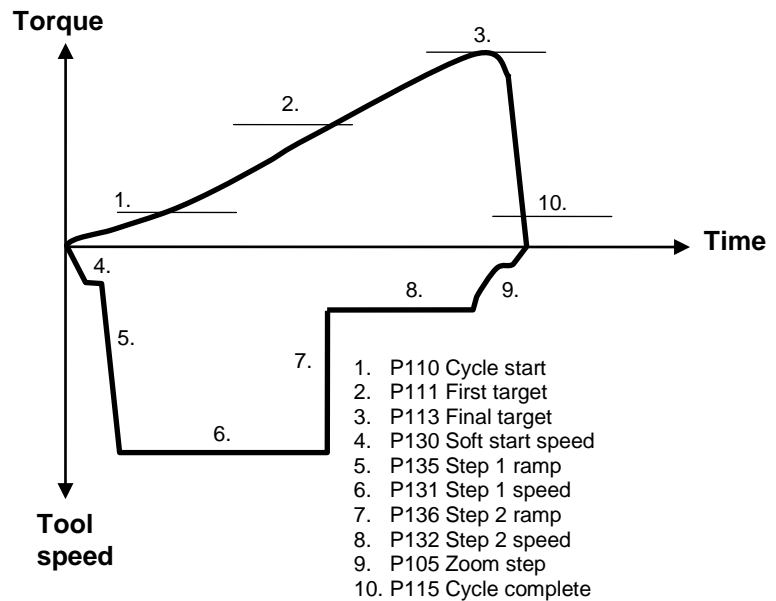 Torque
3.
2.
1.
10.
Time
4.
9.
8.
5.
7.
6.
1. P110 Cycle start
2. P111 First target
3. P113 Final target
4. P130 Soft start speed
5. P135 Step 1 ramp
6. P131 Step 1 speed
7. P136 Step 2 ramp
8. P132 Step 2 speed
9. P105 Zoom step
10. P115 Cycle complete
Tool
speed